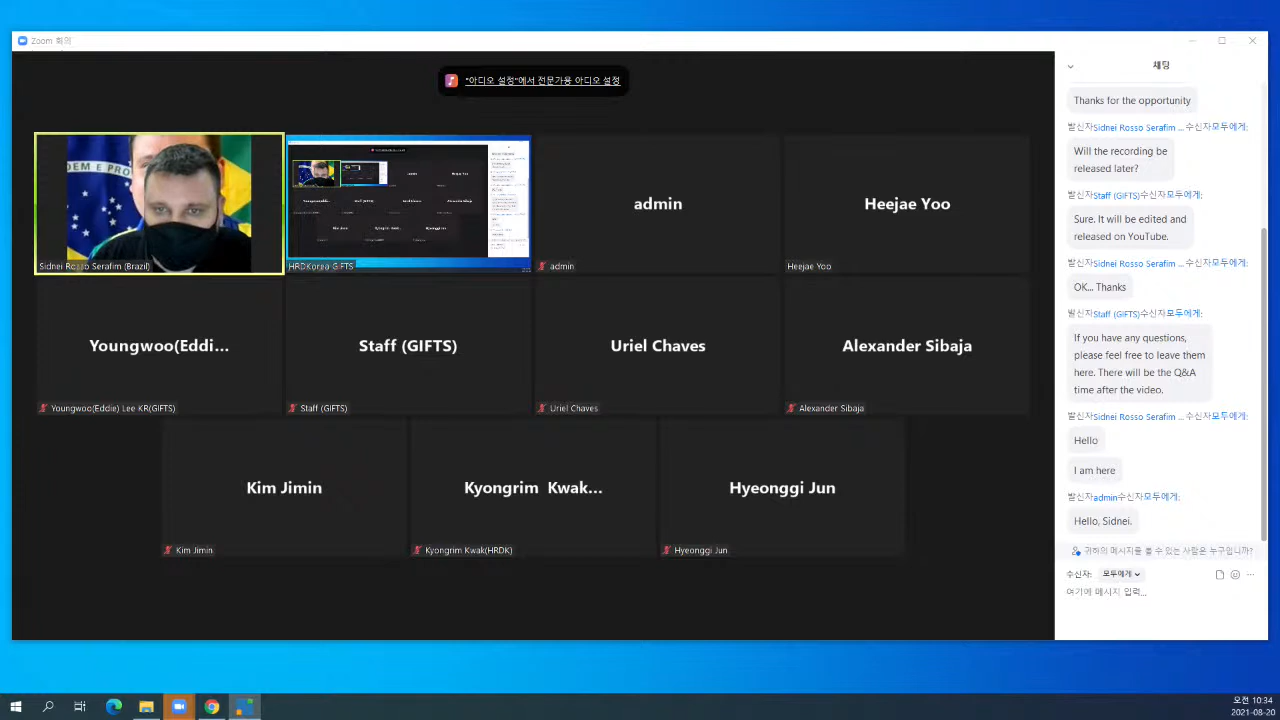 Zoom 회의
"아디오 설정"에서 전문가용 아디오 설정
DEM E PRO
Sidnei Rosso Serafim (Brazil)
HRDKorea GIFTS
admin
admin
Heejae Yoo
Heejae Yoo
Youngwoo(Eddi...
Youngwoo(Eddie) Lee KR(GIFTS)
Staff (GIFTS)
Staff (GIFTS)
Uriel Chaves
Uriel Chaves
Alexander Sibaja
Alexander Sibaja
Kim Jimin
Kim Jimin
Kyongrim Kwak...
Kyongrim Kwak(HRDK)
Hyeonggi Jun
Hyeonggi Jun
채팅
Thanks for the opportunity
발신자Sidnei Rosso Serafim ... 수신자모두에게:
Will the recording be
released later?
발신자Staff (GIFTS)수신자모두에게:
Sure. It will be edited and
released on YouTube.
발신자Sidnei Rosso Serafim ... 수신자모두에게:
OK... Thanks
발신자Staff (GIFTS)수신자모두에게:
If you have any questions,
please feel free to leave them
here. There will be the Q&A
time after the video.
발신자Sidnei Rosso Serafim ... 수신자모두에게:
Hello
I am here
발신자admin수신자모두에게:
Hello, Sidnei.
귀하의 메시지를 볼 수 있는 사람은 누구입니까?
수신자: 모두에게
여기에 메시지 입력...
오전 10:34
2021-08-20